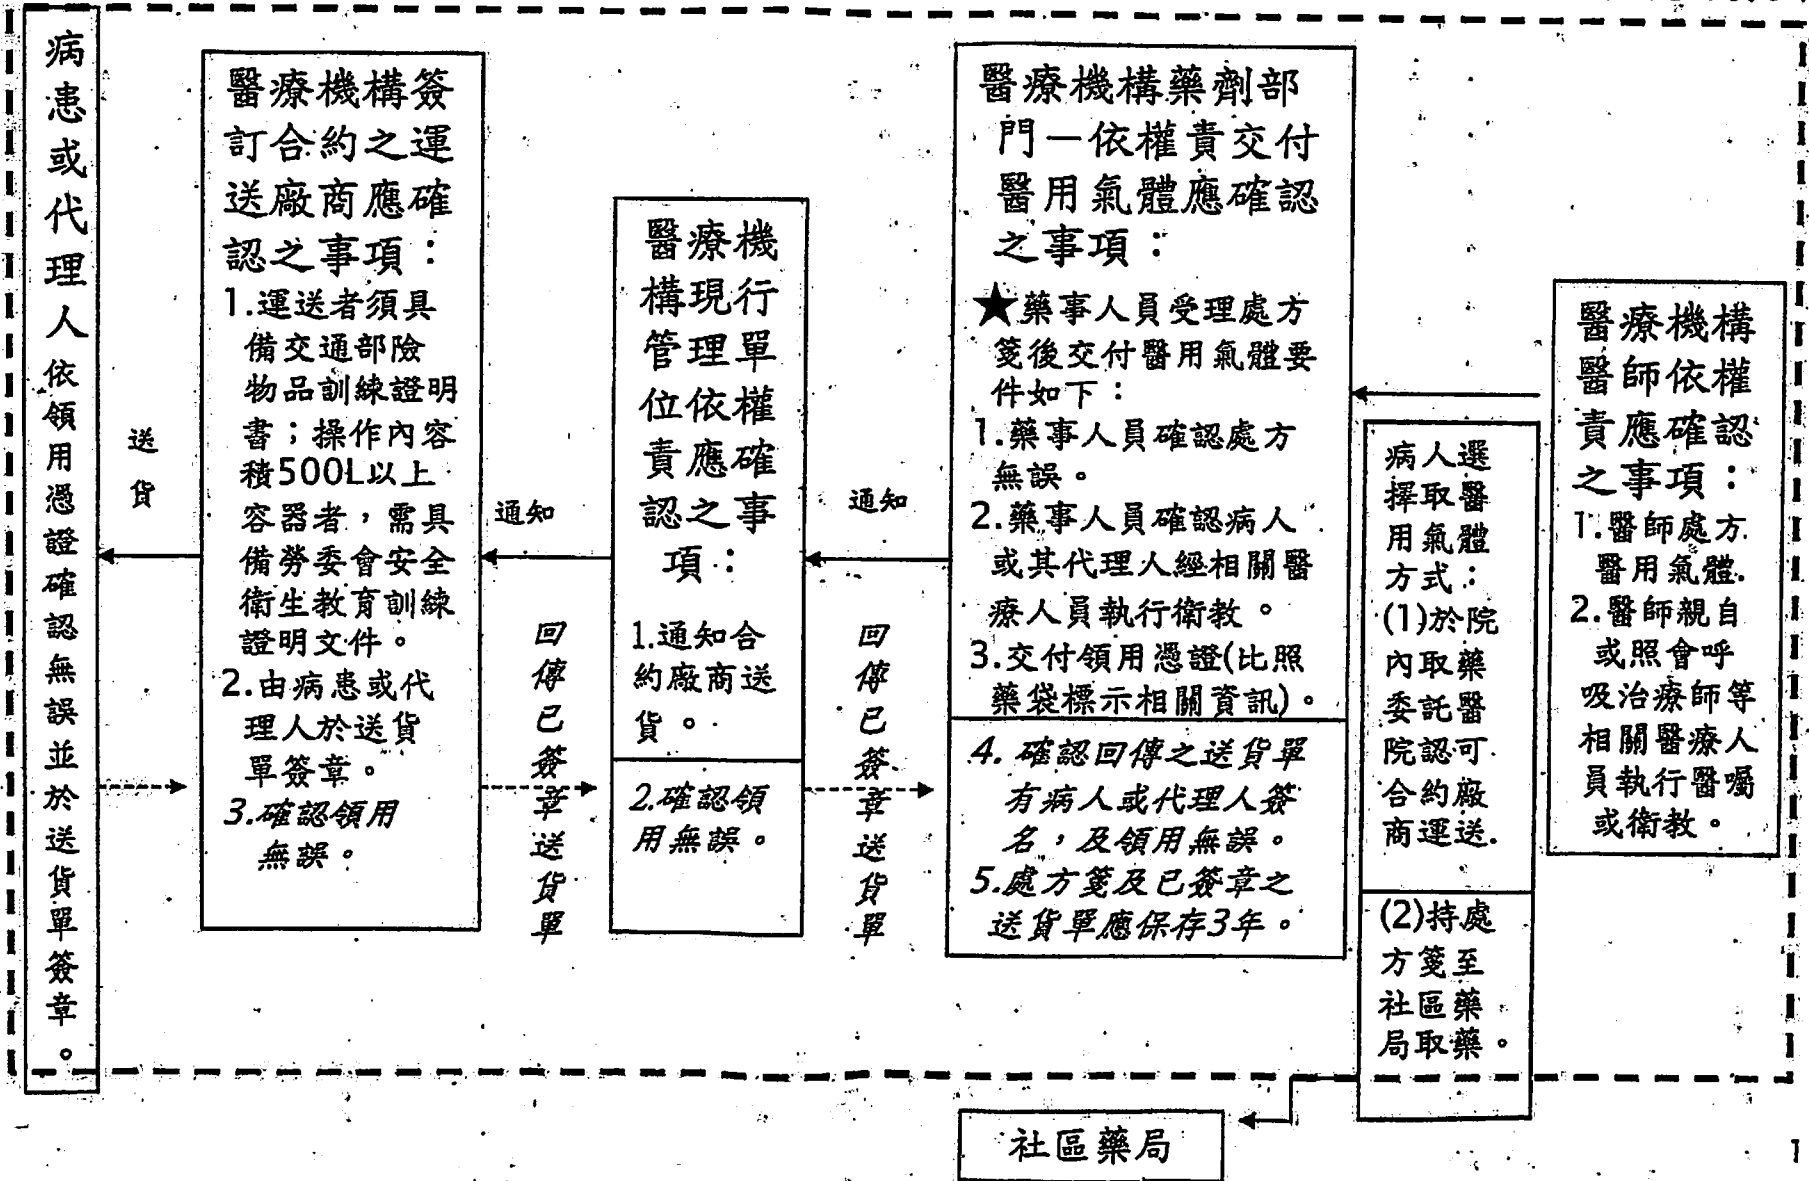 病患或代理人依領用憑證確認無誤並於送貨單簽章。
送
貨
醫療機構簽
訂合約之運
送廠商應確
認之事項：
1.運送者須具
備交通部險
物品訓練證明
書；操作內容
積500L以上
容器者，需具
備勞委會安全
衛生教育訓練
證明文件。
2.由病患或代
理人於送貨
單簽章。
3.確認領用
無誤。
通知
回傳已簽章送貨單
醫療機
構現行
管理單
位依權
責應確
認之事
項：
1.通知合
約廠商送
貨。
2.確認領
用無誤。
通知
回傳已簽章送貨單
醫療機構藥劑部
門－依權責交付
醫用氣體應確認
之事項：
★藥事人員受理處方
箋後交付醫用氣體要
件如下：
1.藥事人員確認處方
無誤。
2.藥事人員確認病人
或其代理人經相關醫
療人員執行衛教。
3.交付領用憑證(比照
藥袋標示相關資訊)。
4.確認回傳之送貨單
有病人或代理人簽
名，及領用無誤。
5.處方箋及已簽章之
送貨單應保存3年。
病人選
擇取醫
用氣體
方式：
(1)於院
內取藥
委託醫
院認可
合約廠
商運送.
(2)持處
方箋至
社區藥
局取藥。
醫療機構
醫師依權
責應確認
之事項：
1.醫師處方
醫用氣體.
2.醫師親自
或照會呼
吸治療師等
相關醫療人
員執行醫囑
或衛教。
社區藥局